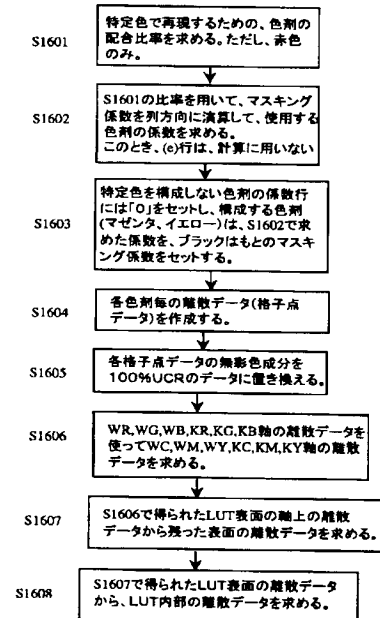 S1601
特定色で再現するための、色剤の
配合比率を求める。ただし、赤色
のみ。
S1602
S1601の比率を用いて、マスキング
係数を列方向に演算して、使用する
色剤の係数を求める。
このとき、(e)行は、計算に用いない
S1603
特定色を構成しない色剤の係数行
には「0」をセットし、構成する色剤
(マゼンタ、イエロー)は、S1602で求
めた係数を、ブラックはもとのマスキ
ング係数をセットする。
S1604
各色剤毎の離散データ(格子点
データ)を作成する。
S1605
各格子点データの無彩色成分を
100%UCRのデータに置き換える。
S1606
WR,WG,WB,KR,KG,KB軸の離散データを
使ってWC,WM,WY,KC,KM,KY軸の離散
データを求める。
S1607
S1606で得られたLUT表面の軸上の離散
データから残った表面の離散データを求める。
S1608
S1607で得られたLUT表面の離散データ
から、LUT内部の離散データを求める。